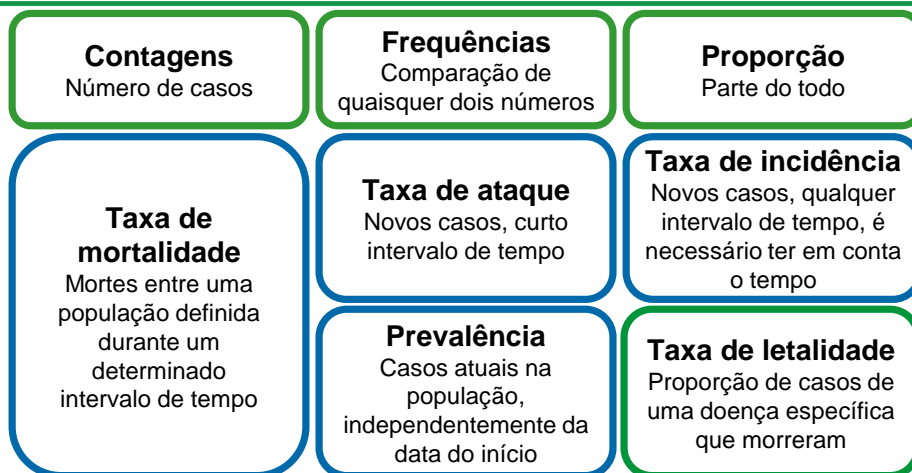 Contagens
Número de casos
Frequências
Comparação de
quaisquer dois números
Proporção
Parte do todo
Taxa de
mortalidade
Mortes entre uma
população definida
durante um
determinado
intervalo de tempo
Taxa de ataque
Novos casos, curto
intervalo de tempo
Taxa de incidência
Novos casos, qualquer
intervalo de tempo, é
necessário ter em conta
o tempo
Prevalência
Casos atuais na
população,
independentemente da
data do início
Taxa de letalidade
Proporção de casos de
uma doença específica
que morreram